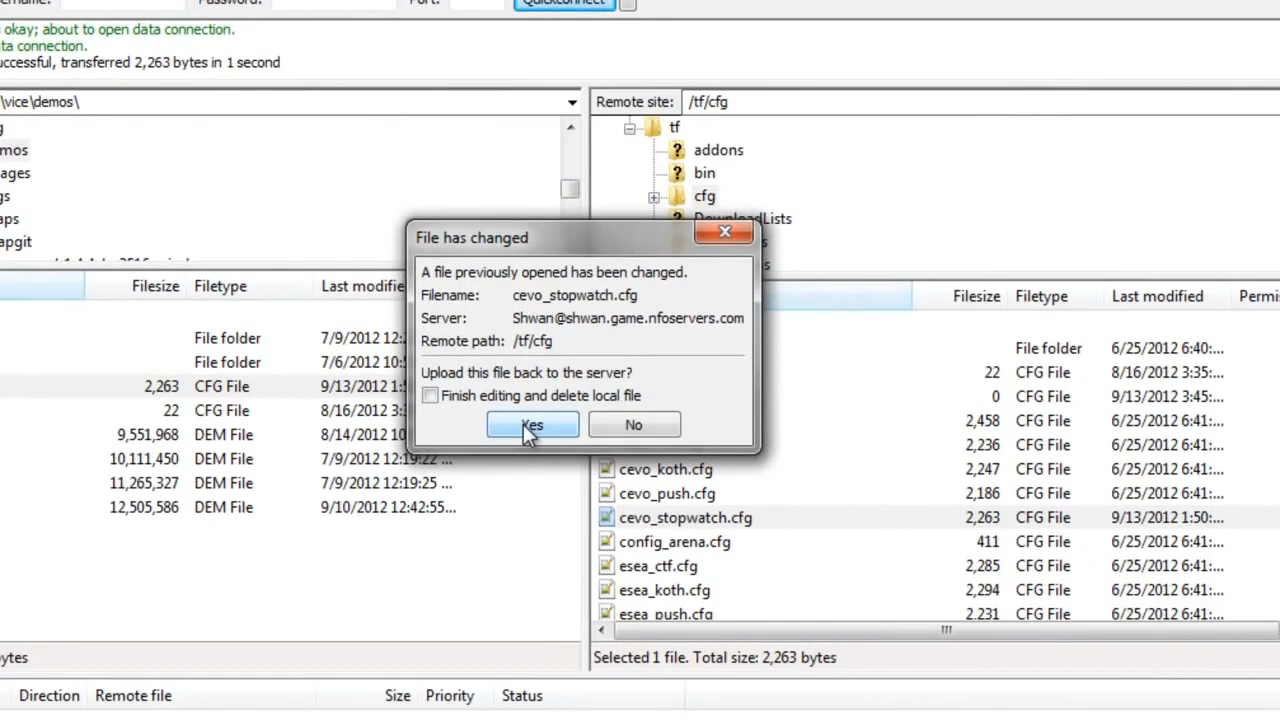 Quickconnect
okay; about to open data connection.
ta connection.
uccessful, transferred 2,263 bytes in 1 second
\vice\demos\
Remote site: /tf/cfg
g
mos
ages
gs
aps
apgit
tf
addons
bin
cfg
DownloadLists
Filesize Filetype Last modifie
File folder 7/9/2012 12:
File folder 7/6/2012 10:
2,263 CFG File 9/13/2012 1:5
22 CFG File 8/16/2012 3:
9,551,968 DEM File 8/14/2012 10
10,111,450 DEM File 7/9/2012 12:19:22 ...
11,265,327 DEM File 7/9/2012 12:19:25 ...
12,505,586 DEM File 9/10/2012 12:42:55...
File has changed
A file previously opened has been changed.
Filename: cevo_stopwatch.cfg
Server: Shwan@shwan.game.nfoservers.com
Remote path: /tf/cfg
Upload this file back to the server?
Finish editing and delete local file
Yes No
Filesize Filetype Last modified Permi
File folder 6/25/2012 6:40:...
22 CFG File 8/16/2012 3:35:...
0 CFG File 9/13/2012 3:45:...
2,458 CFG File 6/25/2012 6:41:...
2,236 CFG File 6/25/2012 6:41:...
cevo_koth.cfg 2,247 CFG File 6/25/2012 6:41:...
cevo_push.cfg 2,186 CFG File 6/25/2012 6:41:...
cevo_stopwatch.cfg 2,263 CFG File 9/13/2012 1:50:...
config_arena.cfg 411 CFG File 6/25/2012 6:41:...
esea_ctf.cfg 2,285 CFG File 6/25/2012 6:41:...
esea_koth.cfg 2,294 CFG File 6/25/2012 6:41:...
esea_push.cfg 2,231 CFG File 6/25/2012 6:41:...
ytes
Selected 1 file. Total size: 2,263 bytes
Direction Remote file Size Priority Status